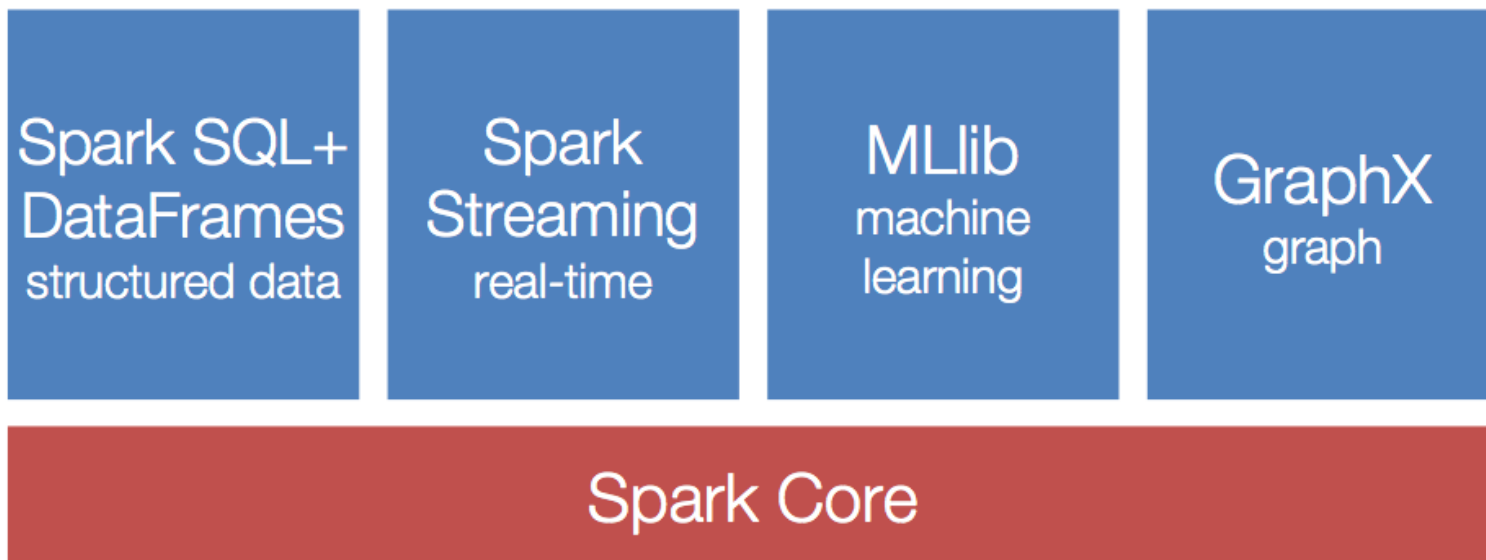 Spark SQL+
DataFrames
structured data
Spark
Streaming
real-time
MLlib
machine
learning
GraphX
graph
Spark Core